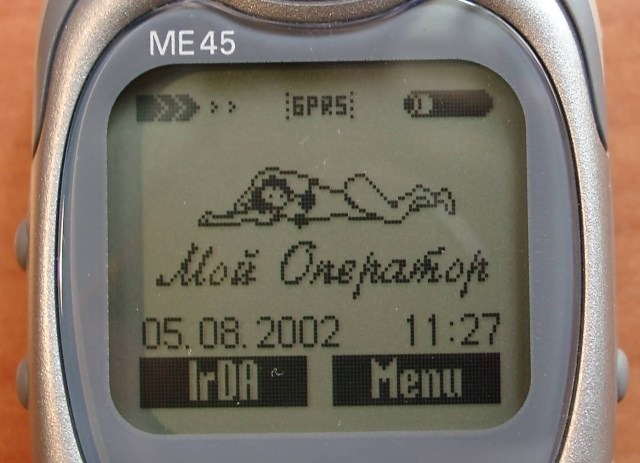 ME45
GPRS
Мой Оператор
05.08.2002 11:27
IrDA Menu